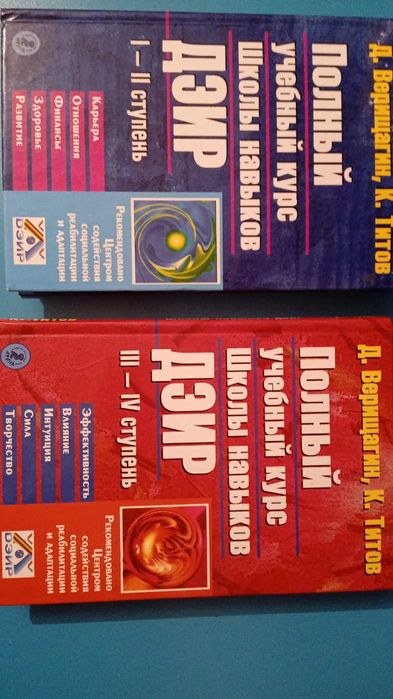 Д. Верищагин, К. Титов
Полный
учебный курс
Школы навыков
ДЭИР
I – II ступень
Карьера
Отношения
Финансы
Здоровье
Развитие
Рекомендовано
Центром
содействия
социальной
реабилитации
и адаптации
ДЭИР
Д. Верищагин, К. Титов
Полный
учебный курс
Школы навыков
ДЭИР
III – IV ступень
Эффективность
Влияние
Интуиция
Сила
Творчество
Рекомендовано
Центром
содействия
социальной
реабилитации
и адаптации
ДЭИР